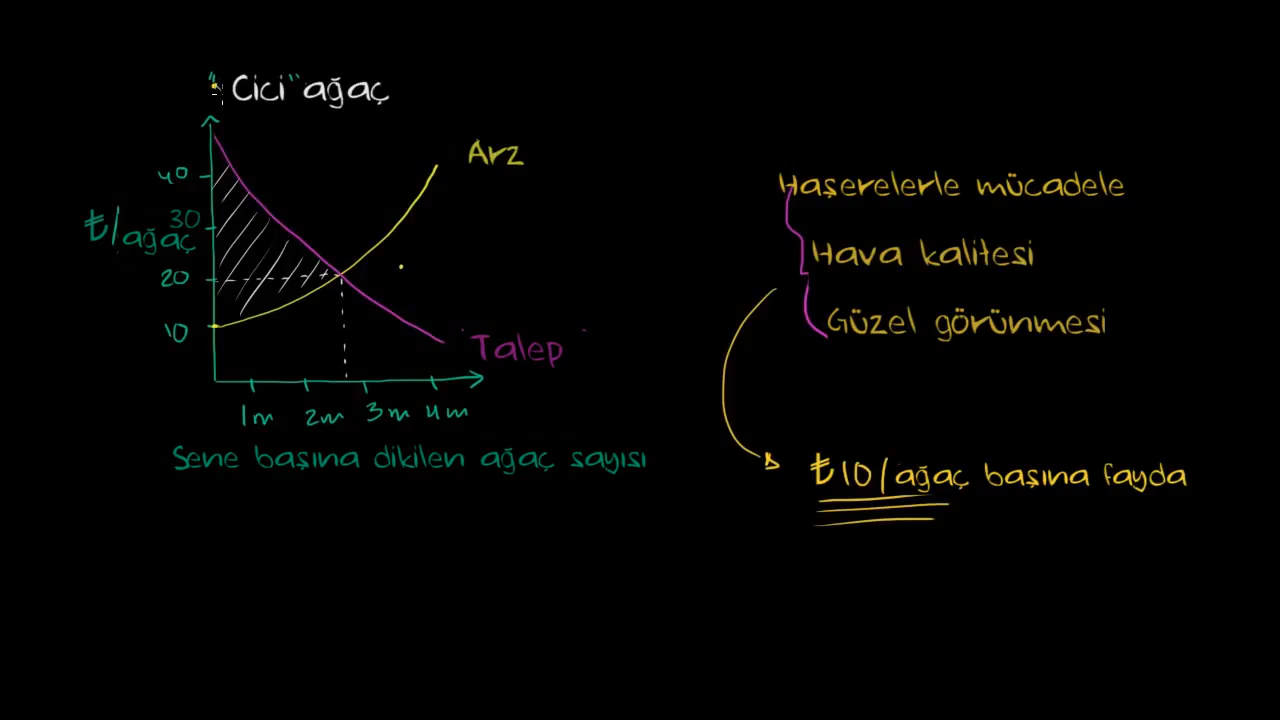 "Cici" ağaç
Arz
40
30
₺/ağaç
20
10
Talep
1m 2m 3m 4m
Sene başına dikilen ağaç sayısı
Haşerelerle mücadele
Hava kalitesi
Güzel görünmesi
₺10/ağaç başına fayda